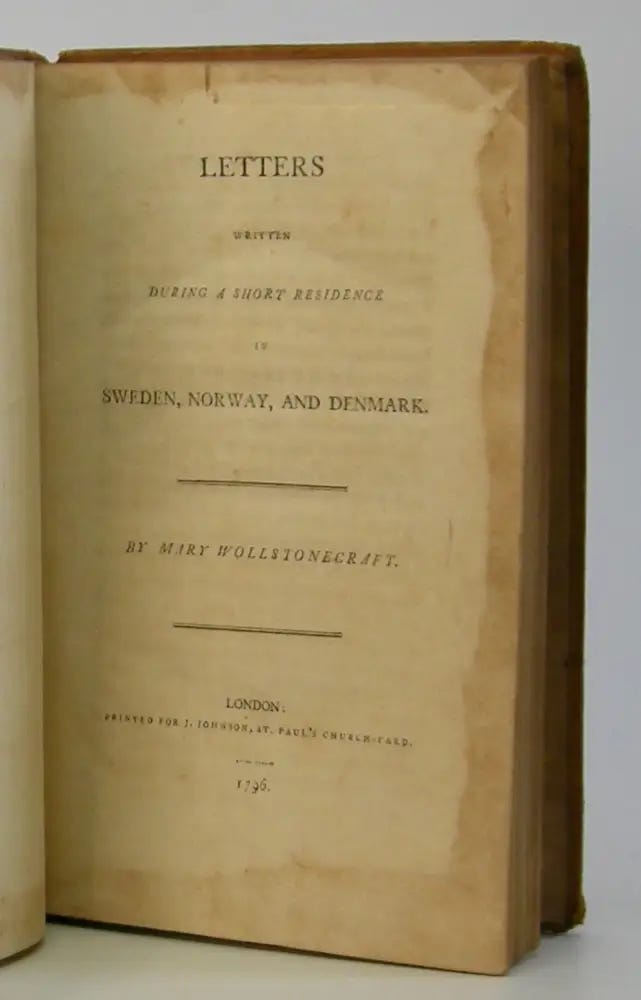 LETTERS
WRITTEN
DURING A SHORT RESIDENCE
IN
SWEDEN, NORWAY, AND DENMARK.
BY MARY WOLLSTONECRAFT.
LONDON:
PRINTED FOR J. JOHNSON, ST. PAUL'S CHURCH-YARD.
1796.